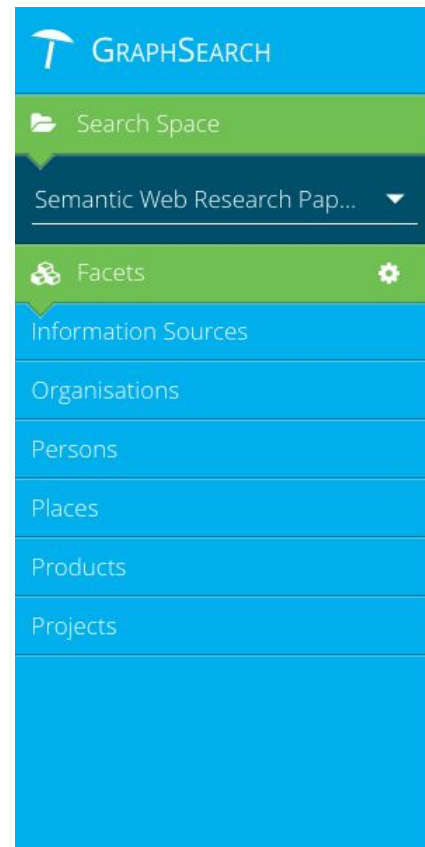 GRAPHSEARCH
Search Space
Semantic Web Research Pap...
Facets
Information Sources
Organisations
Persons
Places
Products
Projects